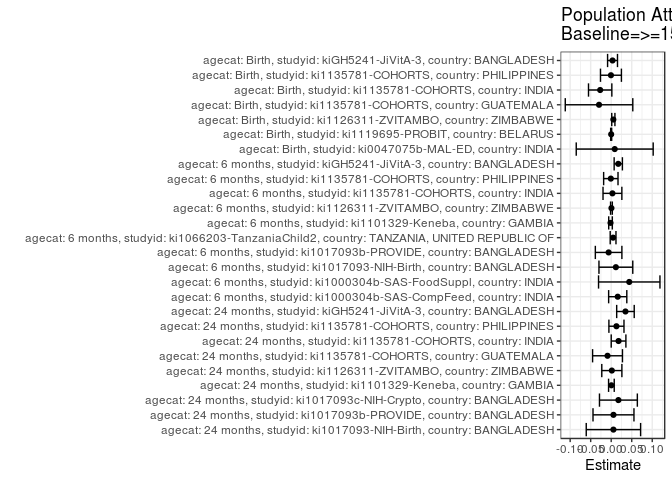 Population Att
Baseline=>=15
agecat: Birth, studyid: kiGH5241-JiVitA-3, country: BANGLADESH
agecat: Birth, studyid: ki1135781-COHORTS, country: PHILIPPINES
agecat: Birth, studyid: ki1135781-COHORTS, country: INDIA
agecat: Birth, studyid: ki1135781-COHORTS, country: GUATEMALA
agecat: Birth, studyid: ki1126311-ZVITAMBO, country: ZIMBABWE
agecat: Birth, studyid: ki1119695-PROBIT, country: BELARUS
agecat: Birth, studyid: ki0047075b-MAL-ED, country: INDIA
agecat: 6 months, studyid: kiGH5241-JiVitA-3, country: BANGLADESH
agecat: 6 months, studyid: ki1135781-COHORTS, country: PHILIPPINES
agecat: 6 months, studyid: ki1135781-COHORTS, country: INDIA
agecat: 6 months, studyid: ki1126311-ZVITAMBO, country: ZIMBABWE
agecat: 6 months, studyid: ki1101329-Keneba, country: GAMBIA
agecat: 6 months, studyid: ki1066203-TanzaniaChild2, country: TANZANIA, UNITED REPUBLIC OF
agecat: 6 months, studyid: ki1017093b-PROVIDE, country: BANGLADESH
agecat: 6 months, studyid: ki1017093-NIH-Birth, country: BANGLADESH
agecat: 6 months, studyid: ki1000304b-SAS-FoodSuppl, country: INDIA
agecat: 6 months, studyid: ki1000304b-SAS-CompFeed, country: INDIA
agecat: 24 months, studyid: kiGH5241-JiVitA-3, country: BANGLADESH
agecat: 24 months, studyid: ki1135781-COHORTS, country: PHILIPPINES
agecat: 24 months, studyid: ki1135781-COHORTS, country: INDIA
agecat: 24 months, studyid: ki1135781-COHORTS, country: GUATEMALA
agecat: 24 months, studyid: ki1126311-ZVITAMBO, country: ZIMBABWE
agecat: 24 months, studyid: ki1101329-Keneba, country: GAMBIA
agecat: 24 months, studyid: ki1017093c-NIH-Crypto, country: BANGLADESH
agecat: 24 months, studyid: ki1017093b-PROVIDE, country: BANGLADESH
agecat: 24 months, studyid: ki1017093-NIH-Birth, country: BANGLADESH
-0.10 -0.05 0.00 0.05 0.10
Estimate